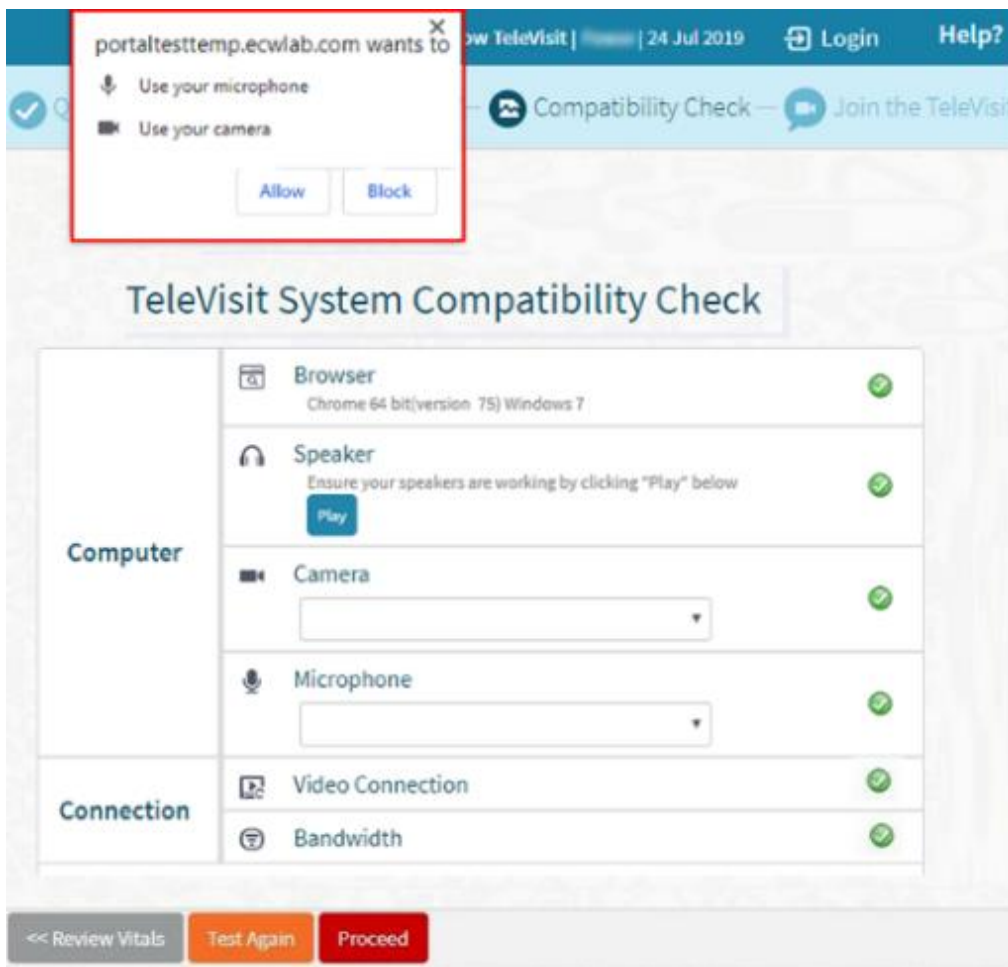 portaltesttemp.ecwlab.com wants to
Use your microphone
Use your camera
Allow Block
ow TeleVisit | | 24 Jul 2019 Login Help?
Compatibility Check Join the TeleVisi
TeleVisit System Compatibility Check
Computer
Browser
Chrome 64 bit(version 75) Windows 7
Speaker
Ensure your speakers are working by clicking "Play" below
Play
Camera
Microphone
Connection
Video Connection
Bandwidth
<< Review Vitals Test Again Proceed